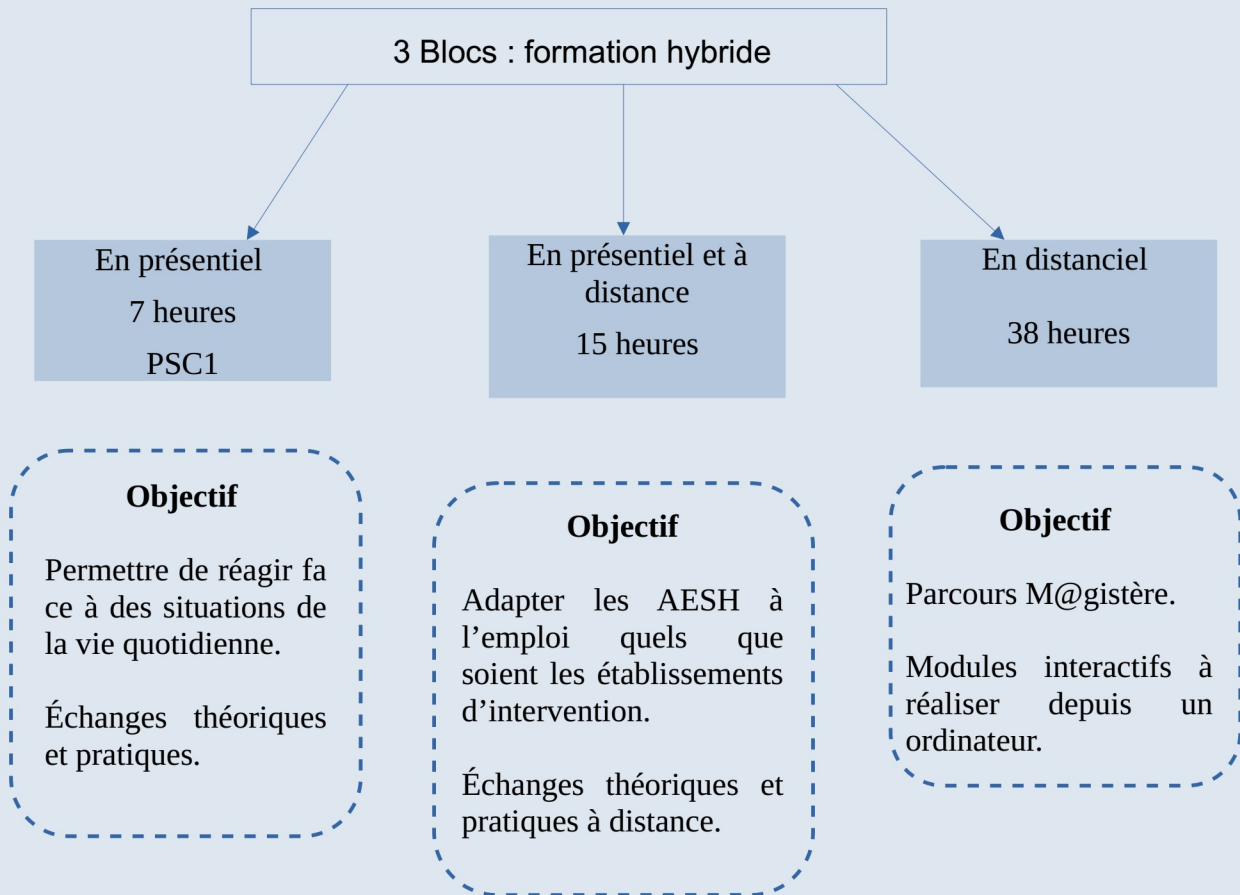 3 Blocs : formation hybride
En présentiel
7 heures
PSC1
En présentiel et à
distance
15 heures
En distanciel
38 heures
Objectif
Permettre de réagir fa
ce à des situations de
la vie quotidienne.
Échanges théoriques
et pratiques.
Objectif
Adapter les AESH à
l’emploi quels que
soient les établissements
d’intervention.
Échanges théoriques et
pratiques à distance.
Objectif
Parcours M@gistère.
Modules interactifs à
réaliser depuis un
ordinateur.